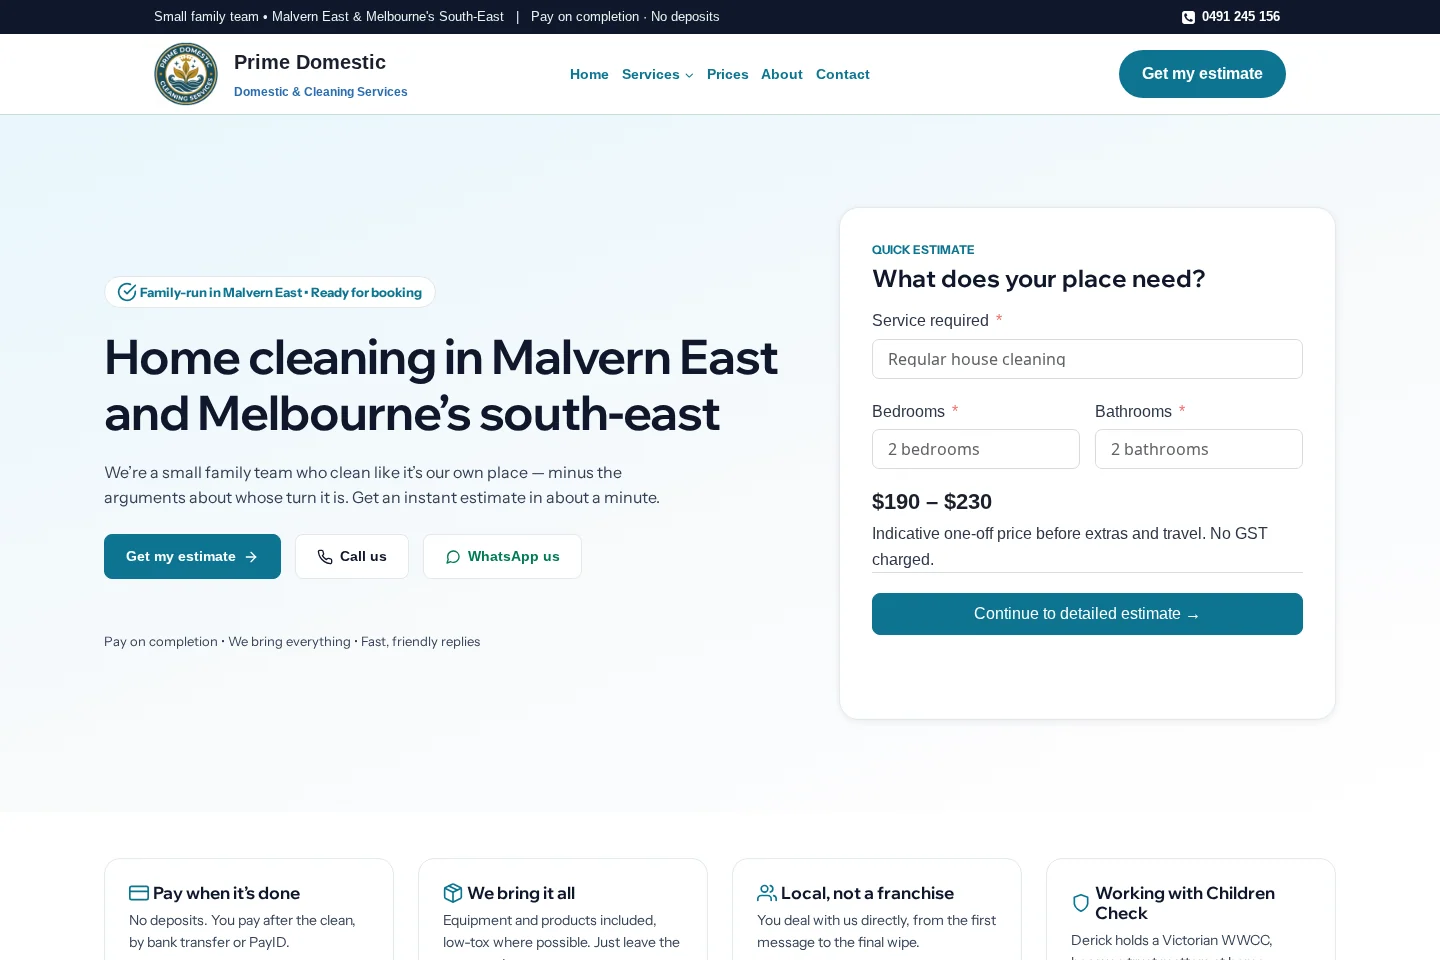 Small family team • Malvern East & Melbourne's South-East | Pay on completion · No deposits
0491 245 156
PRIME DOMESTIC
CLEANING SERVICES
Prime Domestic
Domestic & Cleaning Services
Home
Services
Prices
About
Contact
Get my estimate
Family-run in Malvern East • Ready for booking
Home cleaning in Malvern East
and Melbourne’s south-east
We’re a small family team who clean like it’s our own place — minus the
arguments about whose turn it is. Get an instant estimate in about a minute.
Get my estimate →
Call us
WhatsApp us
Pay on completion • We bring everything • Fast, friendly replies
QUICK ESTIMATE
What does your place need?
Service required *
Regular house cleaning
Bedrooms *
Bathrooms *
2 bedrooms
2 bathrooms
$190 – $230
Indicative one-off price before extras and travel. No GST
charged.
Continue to detailed estimate →
Pay when it’s done
No deposits. You pay after the clean,
by bank transfer or PayID.
We bring it all
Equipment and products included,
low-tox where possible. Just leave the
Local, not a franchise
You deal with us directly, from the first
message to the final wipe.
Working with Children
Check
Derick holds a Victorian WWCC,